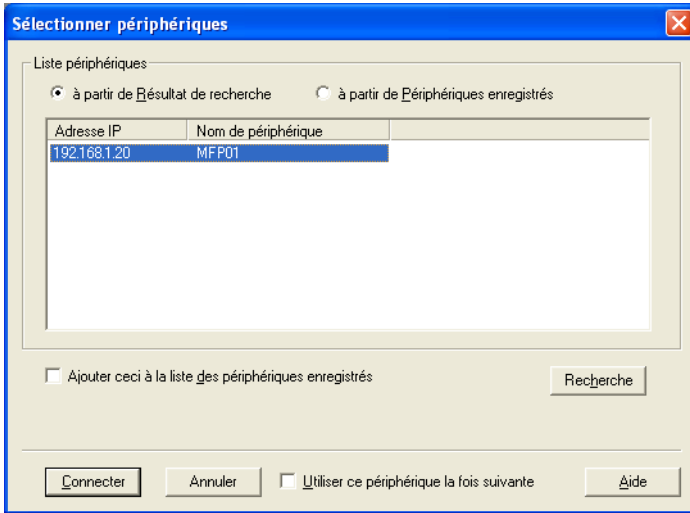 Sélectionner périphériques
Liste périphériques
à partir de Résultat de recherche à partir de Périphériques enregistrés
Adresse IP Nom de périphérique
192.168.1.20 MFP01
Ajouter ceci à la liste des périphériques enregistrés Recherche
Connecter Annuler Utiliser ce périphérique la fois suivante Aide